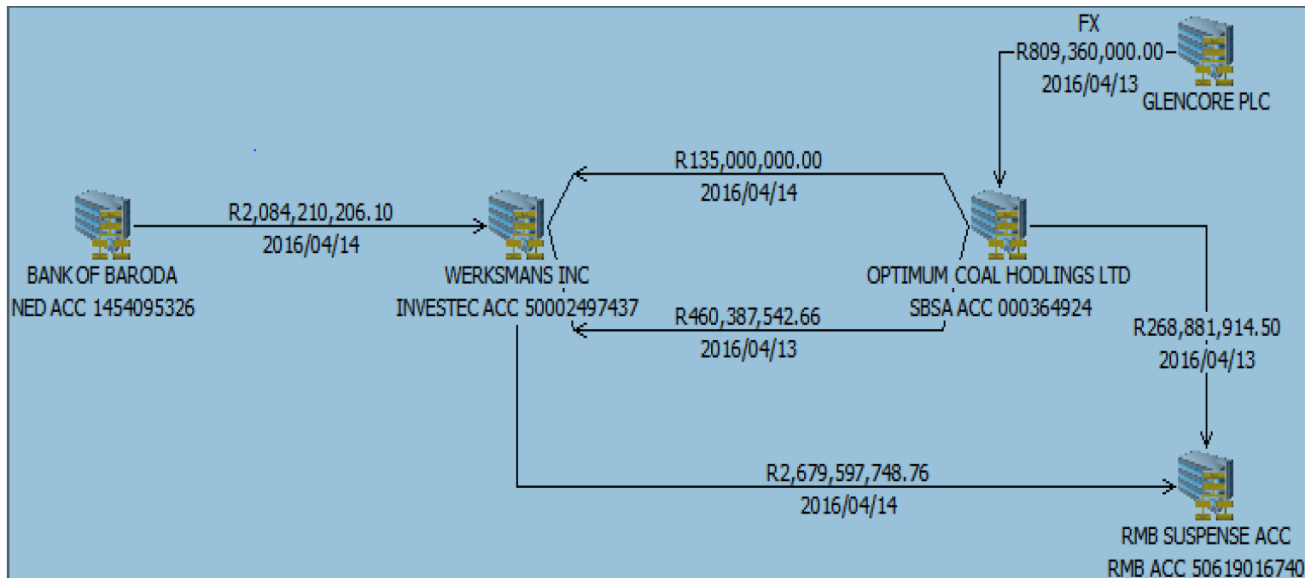 FX
R809,360,000.00
2016/04/13
GLENCORE PLC
R135,000,000.00
2016/04/14
R2,084,210,206.10
2016/04/14
BANK OF BARODA
NED ACC 1454095326
WERKSMANS INC
INVESTEC ACC 50002497437
OPTIMUM COAL HODLINGS LTD
SBSA ACC 000364924
R460,387,542.66
2016/04/13
R268,881,914.50
2016/04/13
R2,679,597,748.76
2016/04/14
RMB SUSPENSE ACC
RMB ACC 50619016740